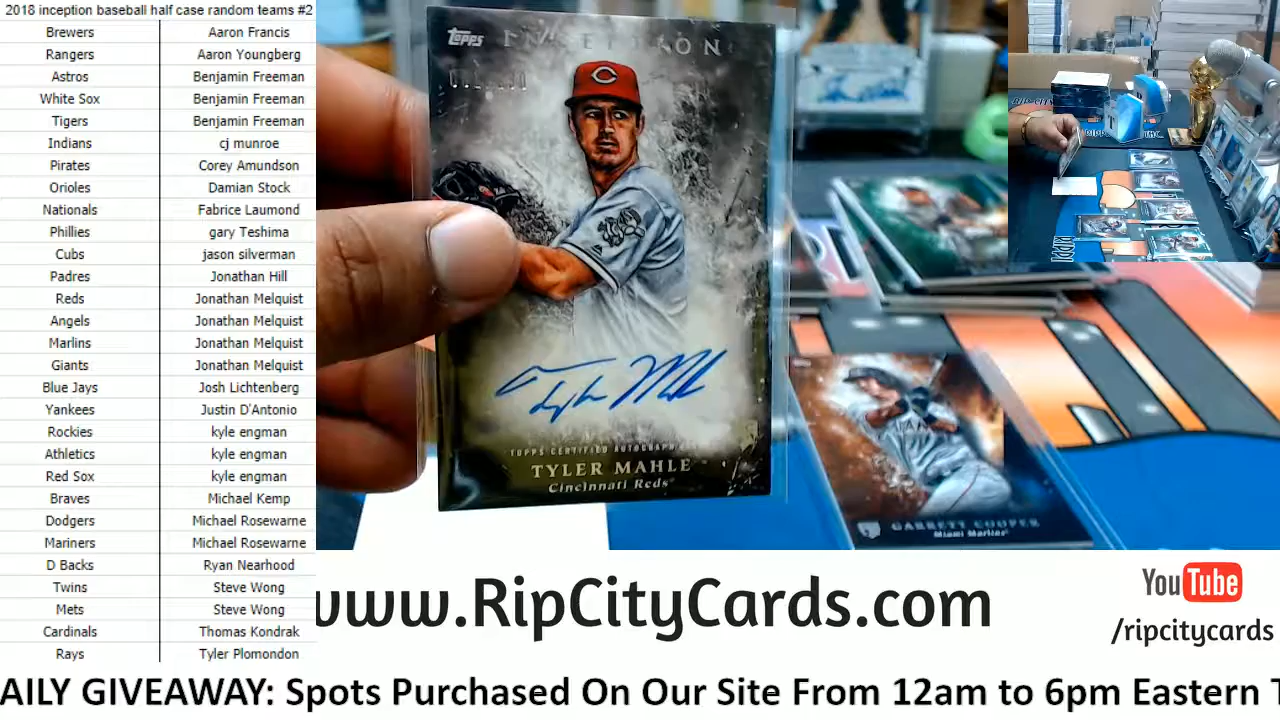 2018 inception baseball half case random teams #2
Brewers Aaron Francis
Rangers Aaron Youngberg
Astros Benjamin Freeman
White Sox Benjamin Freeman
Tigers Benjamin Freeman
Indians cj munroe
Pirates Corey Amundson
Orioles Damian Stock
Nationals Fabrice Laumond
Phillies gary Teshima
Cubs jason silverman
Padres Jonathan Hill
Reds Jonathan Melquist
Angels Jonathan Melquist
Marlins Jonathan Melquist
Giants Jonathan Melquist
Blue Jays Josh Lichtenberg
Yankees Justin D'Antonio
Rockies kyle engman
Athletics kyle engman
Red Sox kyle engman
Braves Michael Kemp
Dodgers Michael Rosewarne
Mariners Michael Rosewarne
D Backs Ryan Nearhood
Twins Steve Wong
Mets Steve Wong
Cardinals Thomas Kondrak
Rays Tyler Plomondon
Topps INCEPTION
TOPPS CERTIFIED AUTOGRAPH
TYLER MAHLE
Cincinnati Reds
GARRETT COOPER
Miami Marlins
www.RipCityCards.com
YouTube
/ripcitycards
AILY GIVEAWAY: Spots Purchased On Our Site From 12am to 6pm Eastern T